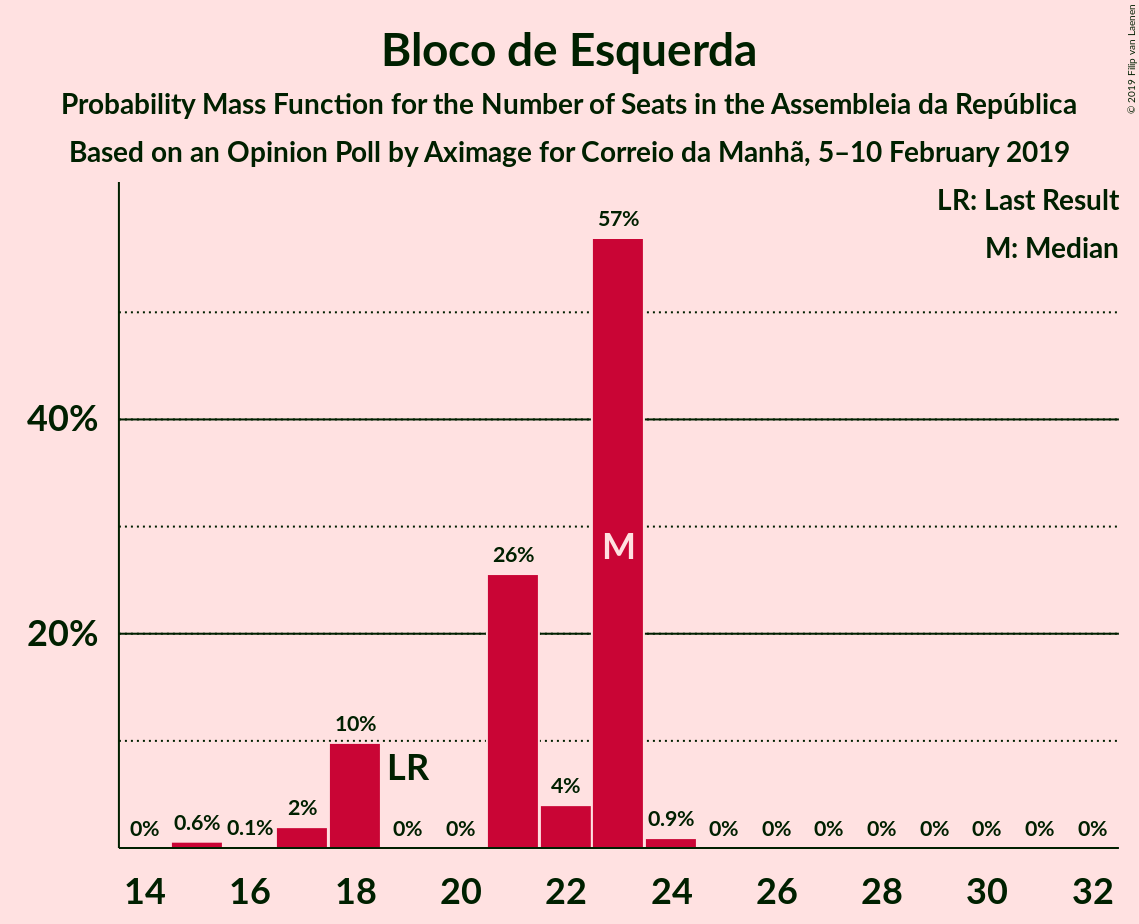 Bloco de Esquerda
Probability Mass Function for the Number of Seats in the Assembleia da República
Based on an Opinion Poll by Aximage for Correio da Manhã, 5–10 February 2019
© 2019 Filip van Laenen
LR: Last Result
M: Median
57%
40%
M
26%
20%
10%
LR
4%
2%
0% 0.6% 0.1% 0% 0% 0.9% 0% 0% 0% 0% 0% 0% 0% 0%
14 16 18 20 22 24 26 28 30 32